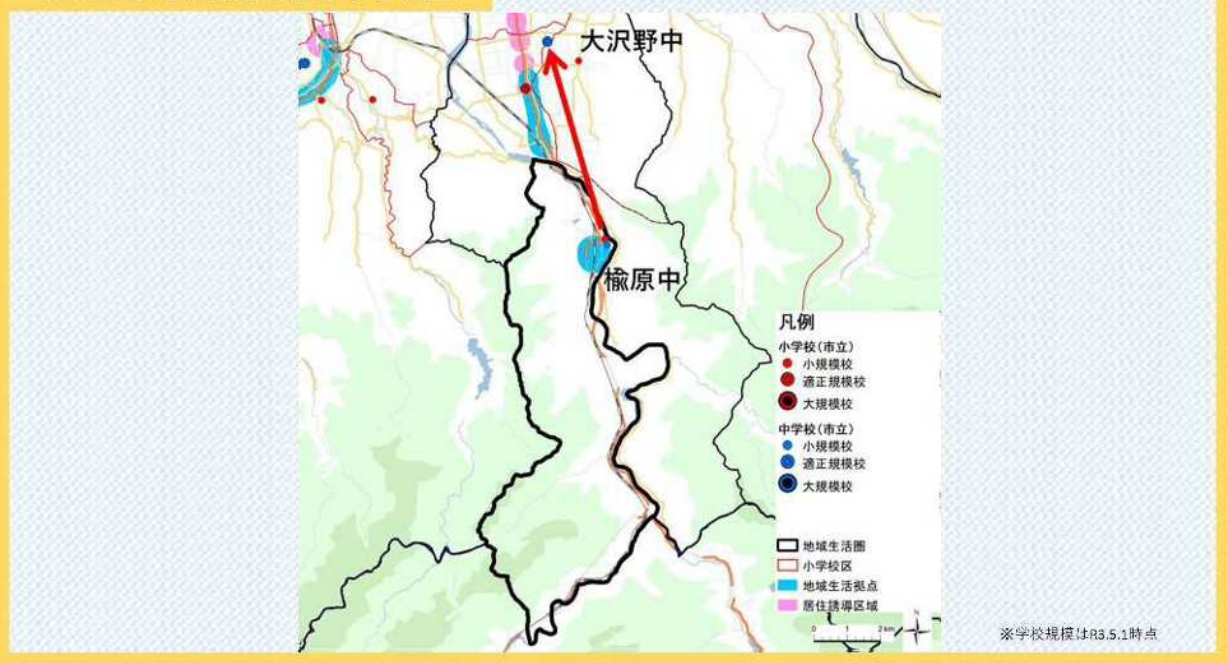 大沢野中
楡原中
凡例
小学校(市立)
小規模校
適正規模校
大規模校
中学校(市立)
小規模校
適正規模校
大規模校
地域生活圏
小学校区
地域生活拠点
居住誘導区域
0 1 2 km
※学校規模はR3.5.1時点